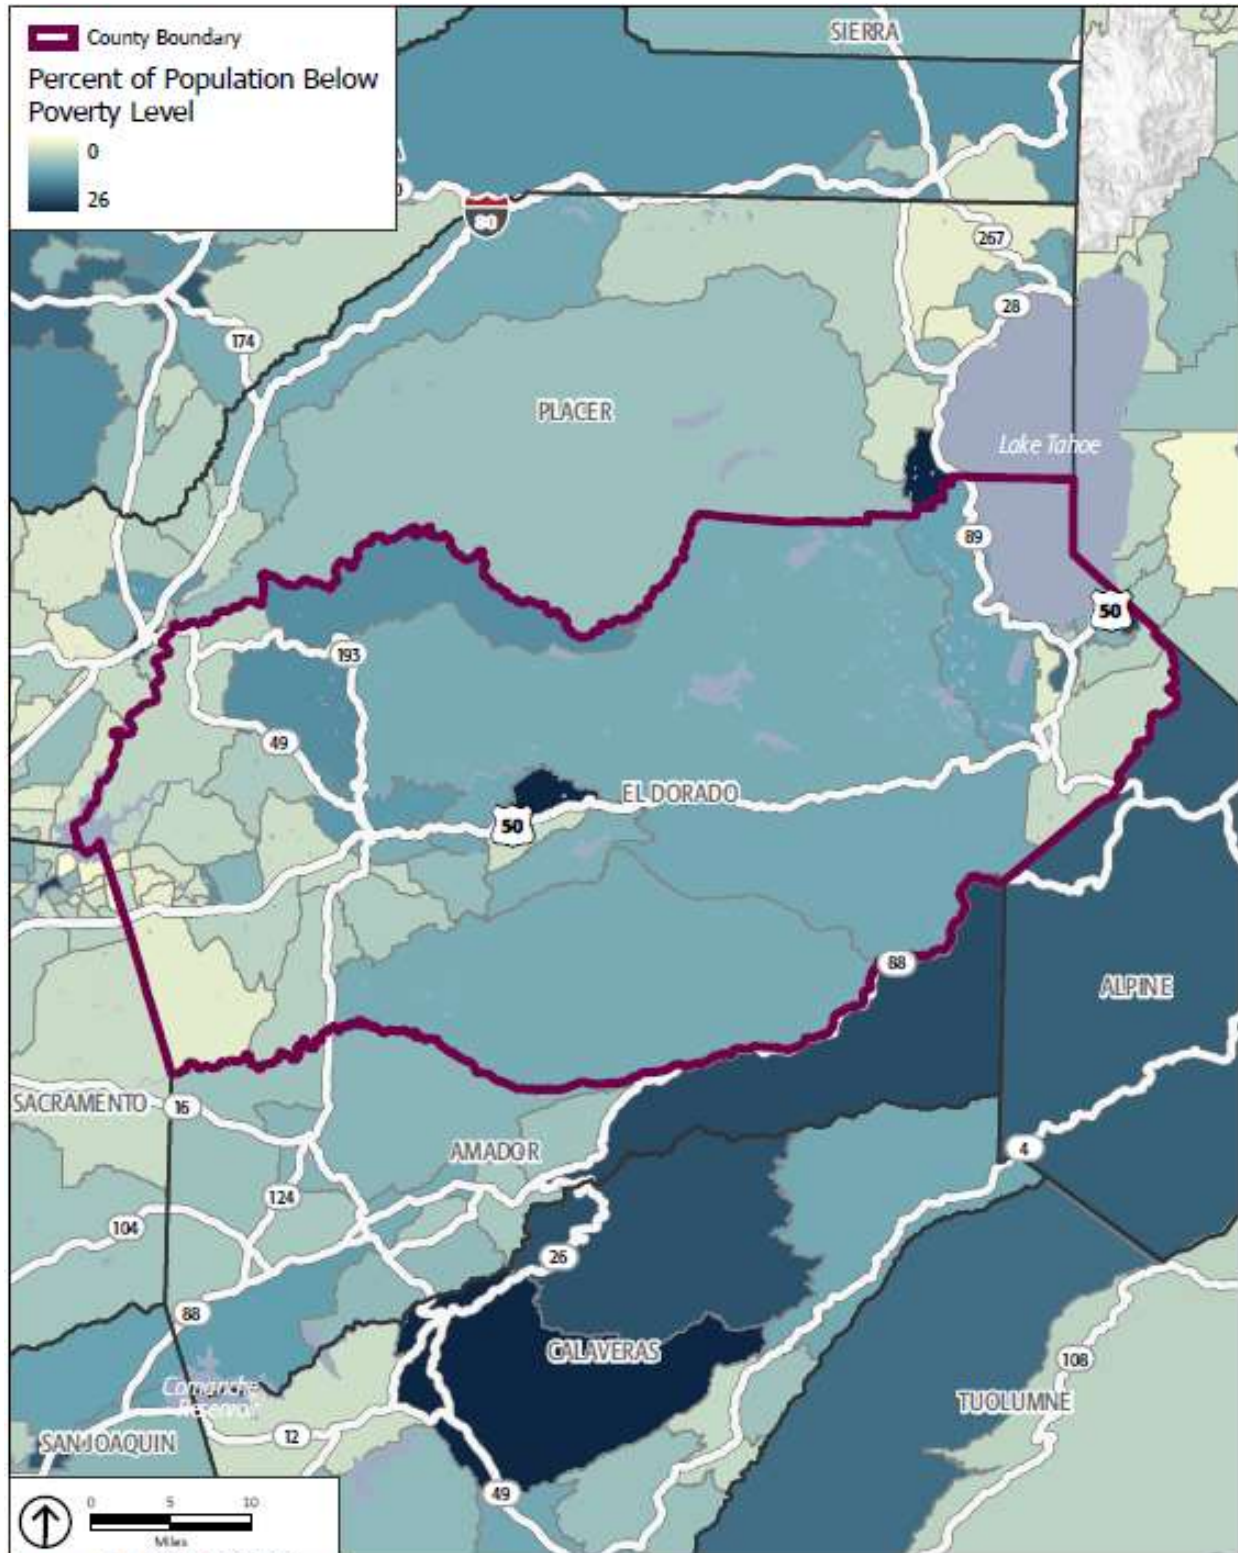 County Boundary
Percent of Population Below
Poverty Level
0
26
SIERRA
80
267
28
174
PLACER
Lake Tahoe
89
50
193
49
EL DORADO
50
88
ALPINE
SACRAMENTO
16
AMADOR
4
124
104
26
88
CALAVERAS
108
Comanche
Reservoir
TUOLUMNE
12
SAN JOAQUIN
49
0 5 10
Miles